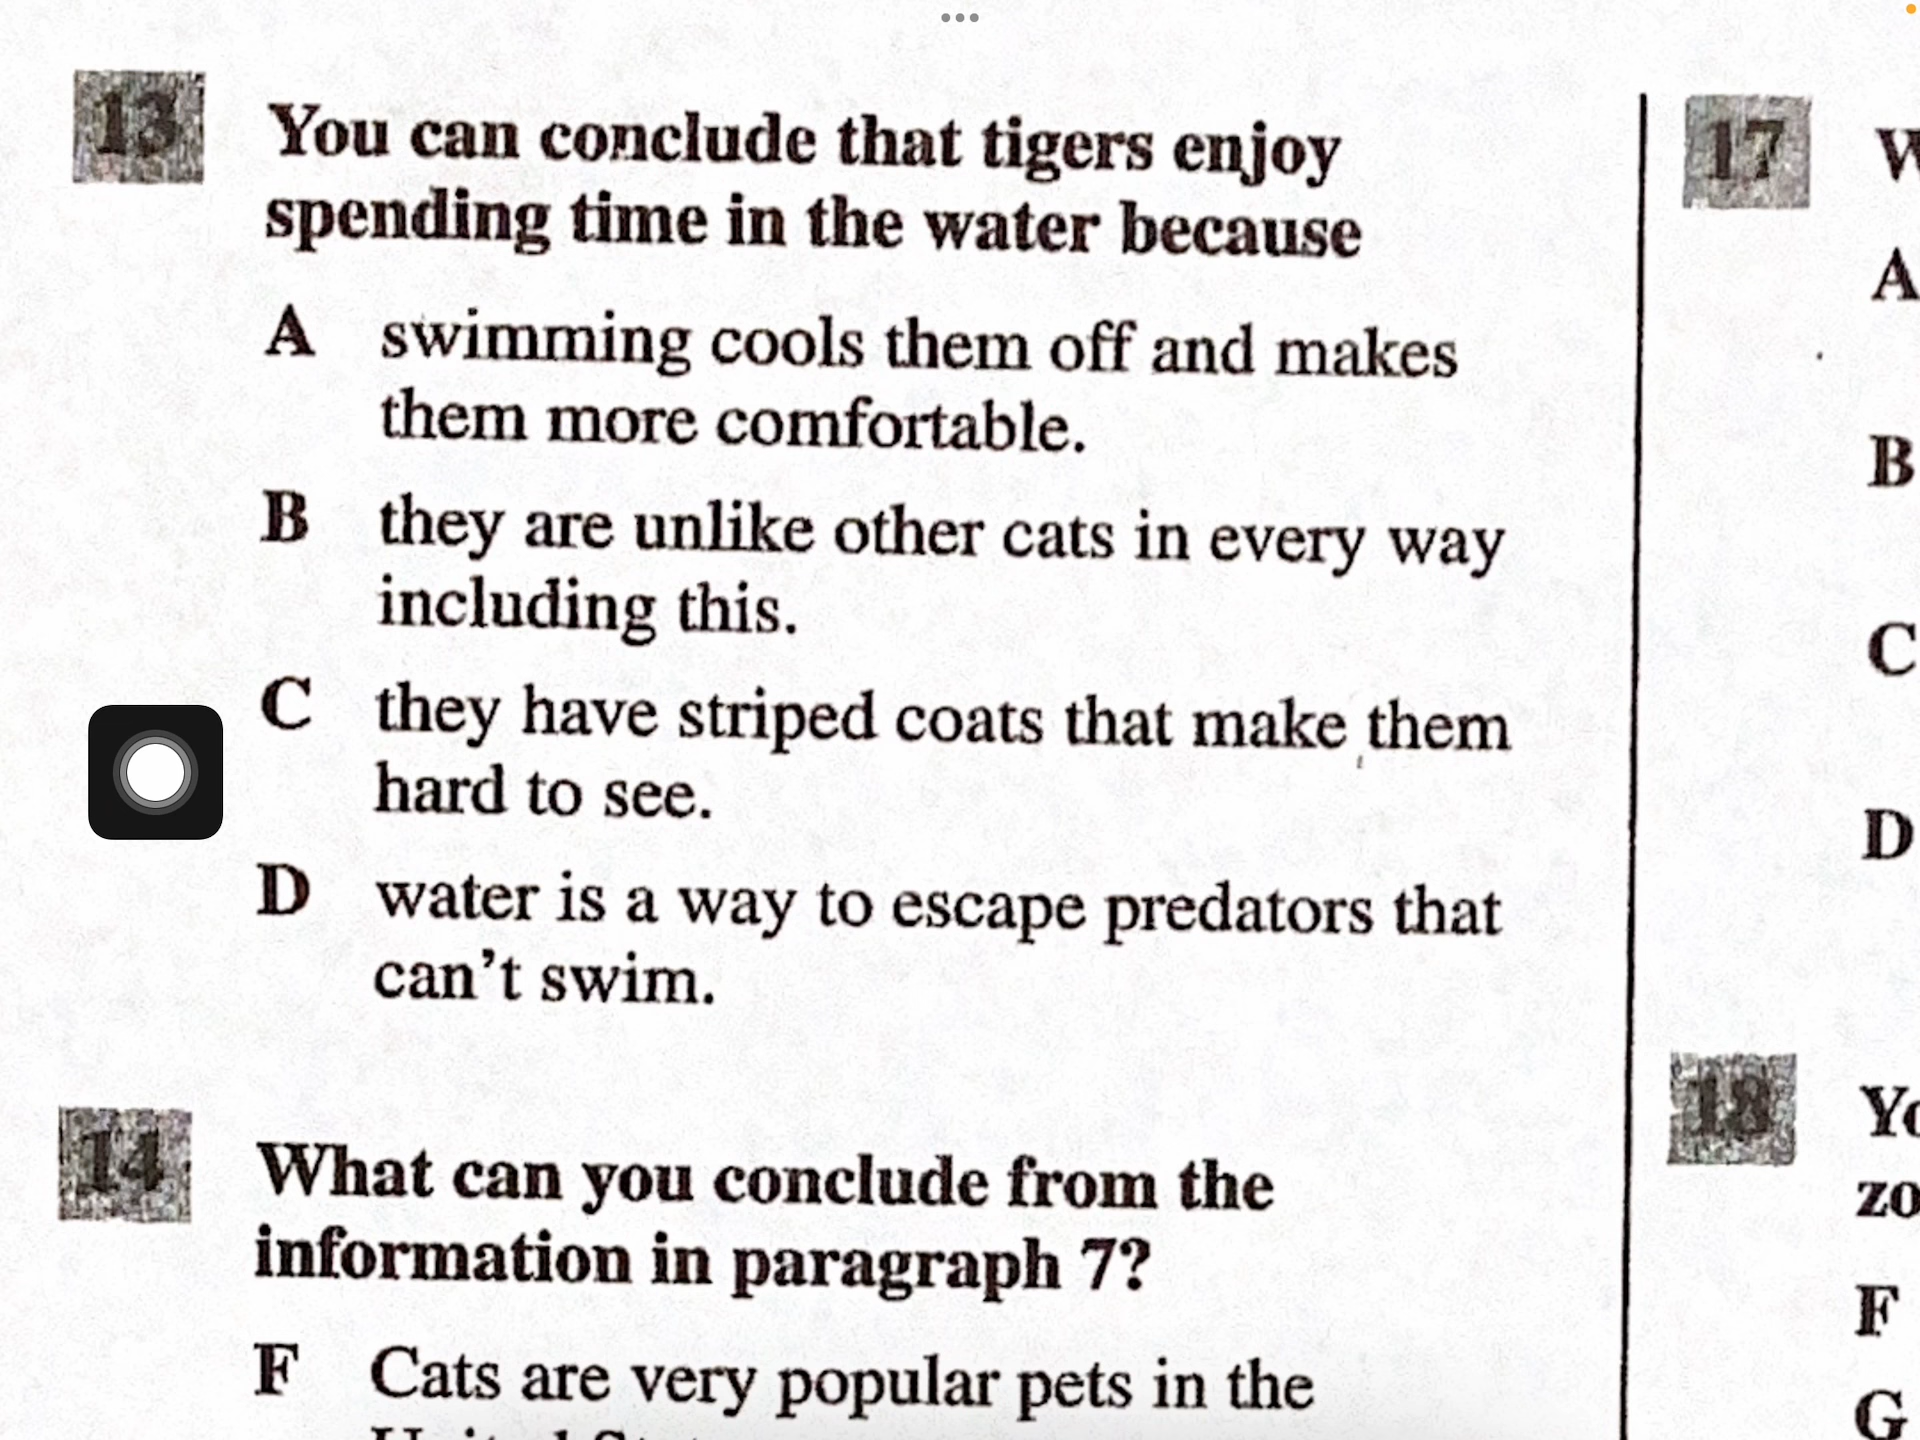 13 You can conclude that tigers enjoy
spending time in the water because
A swimming cools them off and makes
them more comfortable.
B they are unlike other cats in every way
including this.
C they have striped coats that make them
hard to see.
D water is a way to escape predators that
can't swim.
14 What can you conclude from the
information in paragraph 7?
F Cats are very popular pets in the
17
A
B
C
D
18
F
G